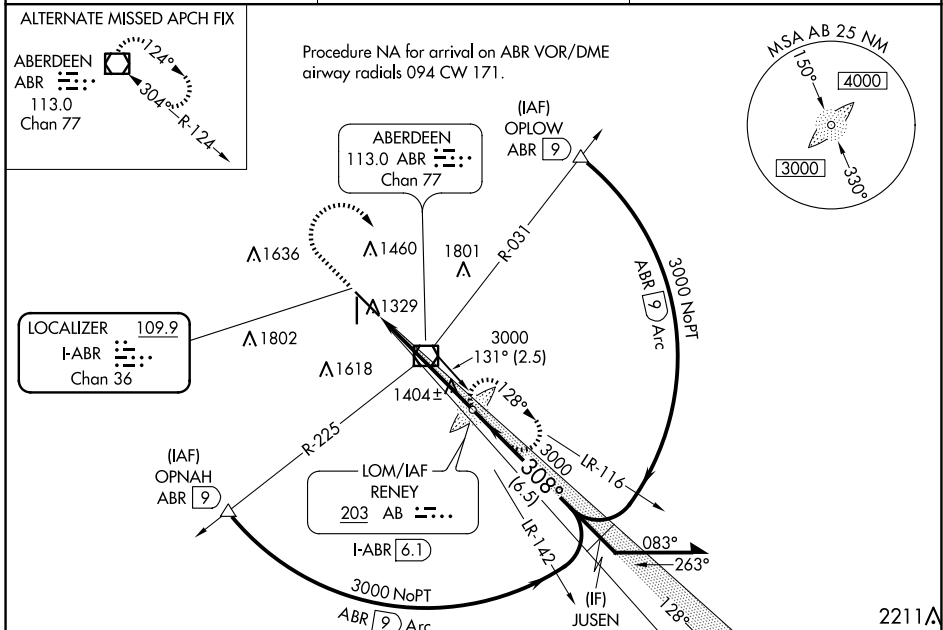 ALTERNATE MISSED APCH FIX
ABERDEEN
ABR
113.0
Chan 77
124°
304°
R-124
Procedure NA for arrival on ABR VOR/DME
airway radials 094 CW 171.
MSA AB 25 NM
150°
4000
3000
330°
(IAF)
OPLOW
ABR 9
ABERDEEN
113.0 ABR
Chan 77
R-031
3000 NoPT
ABR 9 Arc
1636
1460
1801
1329
LOCALIZER 109.9
I-ABR
Chan 36
1802
1618
3000
131° (2.5)
1404±
128°
R-225
(IAF)
OPNAH
ABR 9
LOM/IAF
RENEY
203 AB
I-ABR 6.1
308°
3000
(6.5)
LR-116
LR-142
083°
263°
3000 NoPT
ABR 9 Arc
(IF)
JUSEN
128°
2211